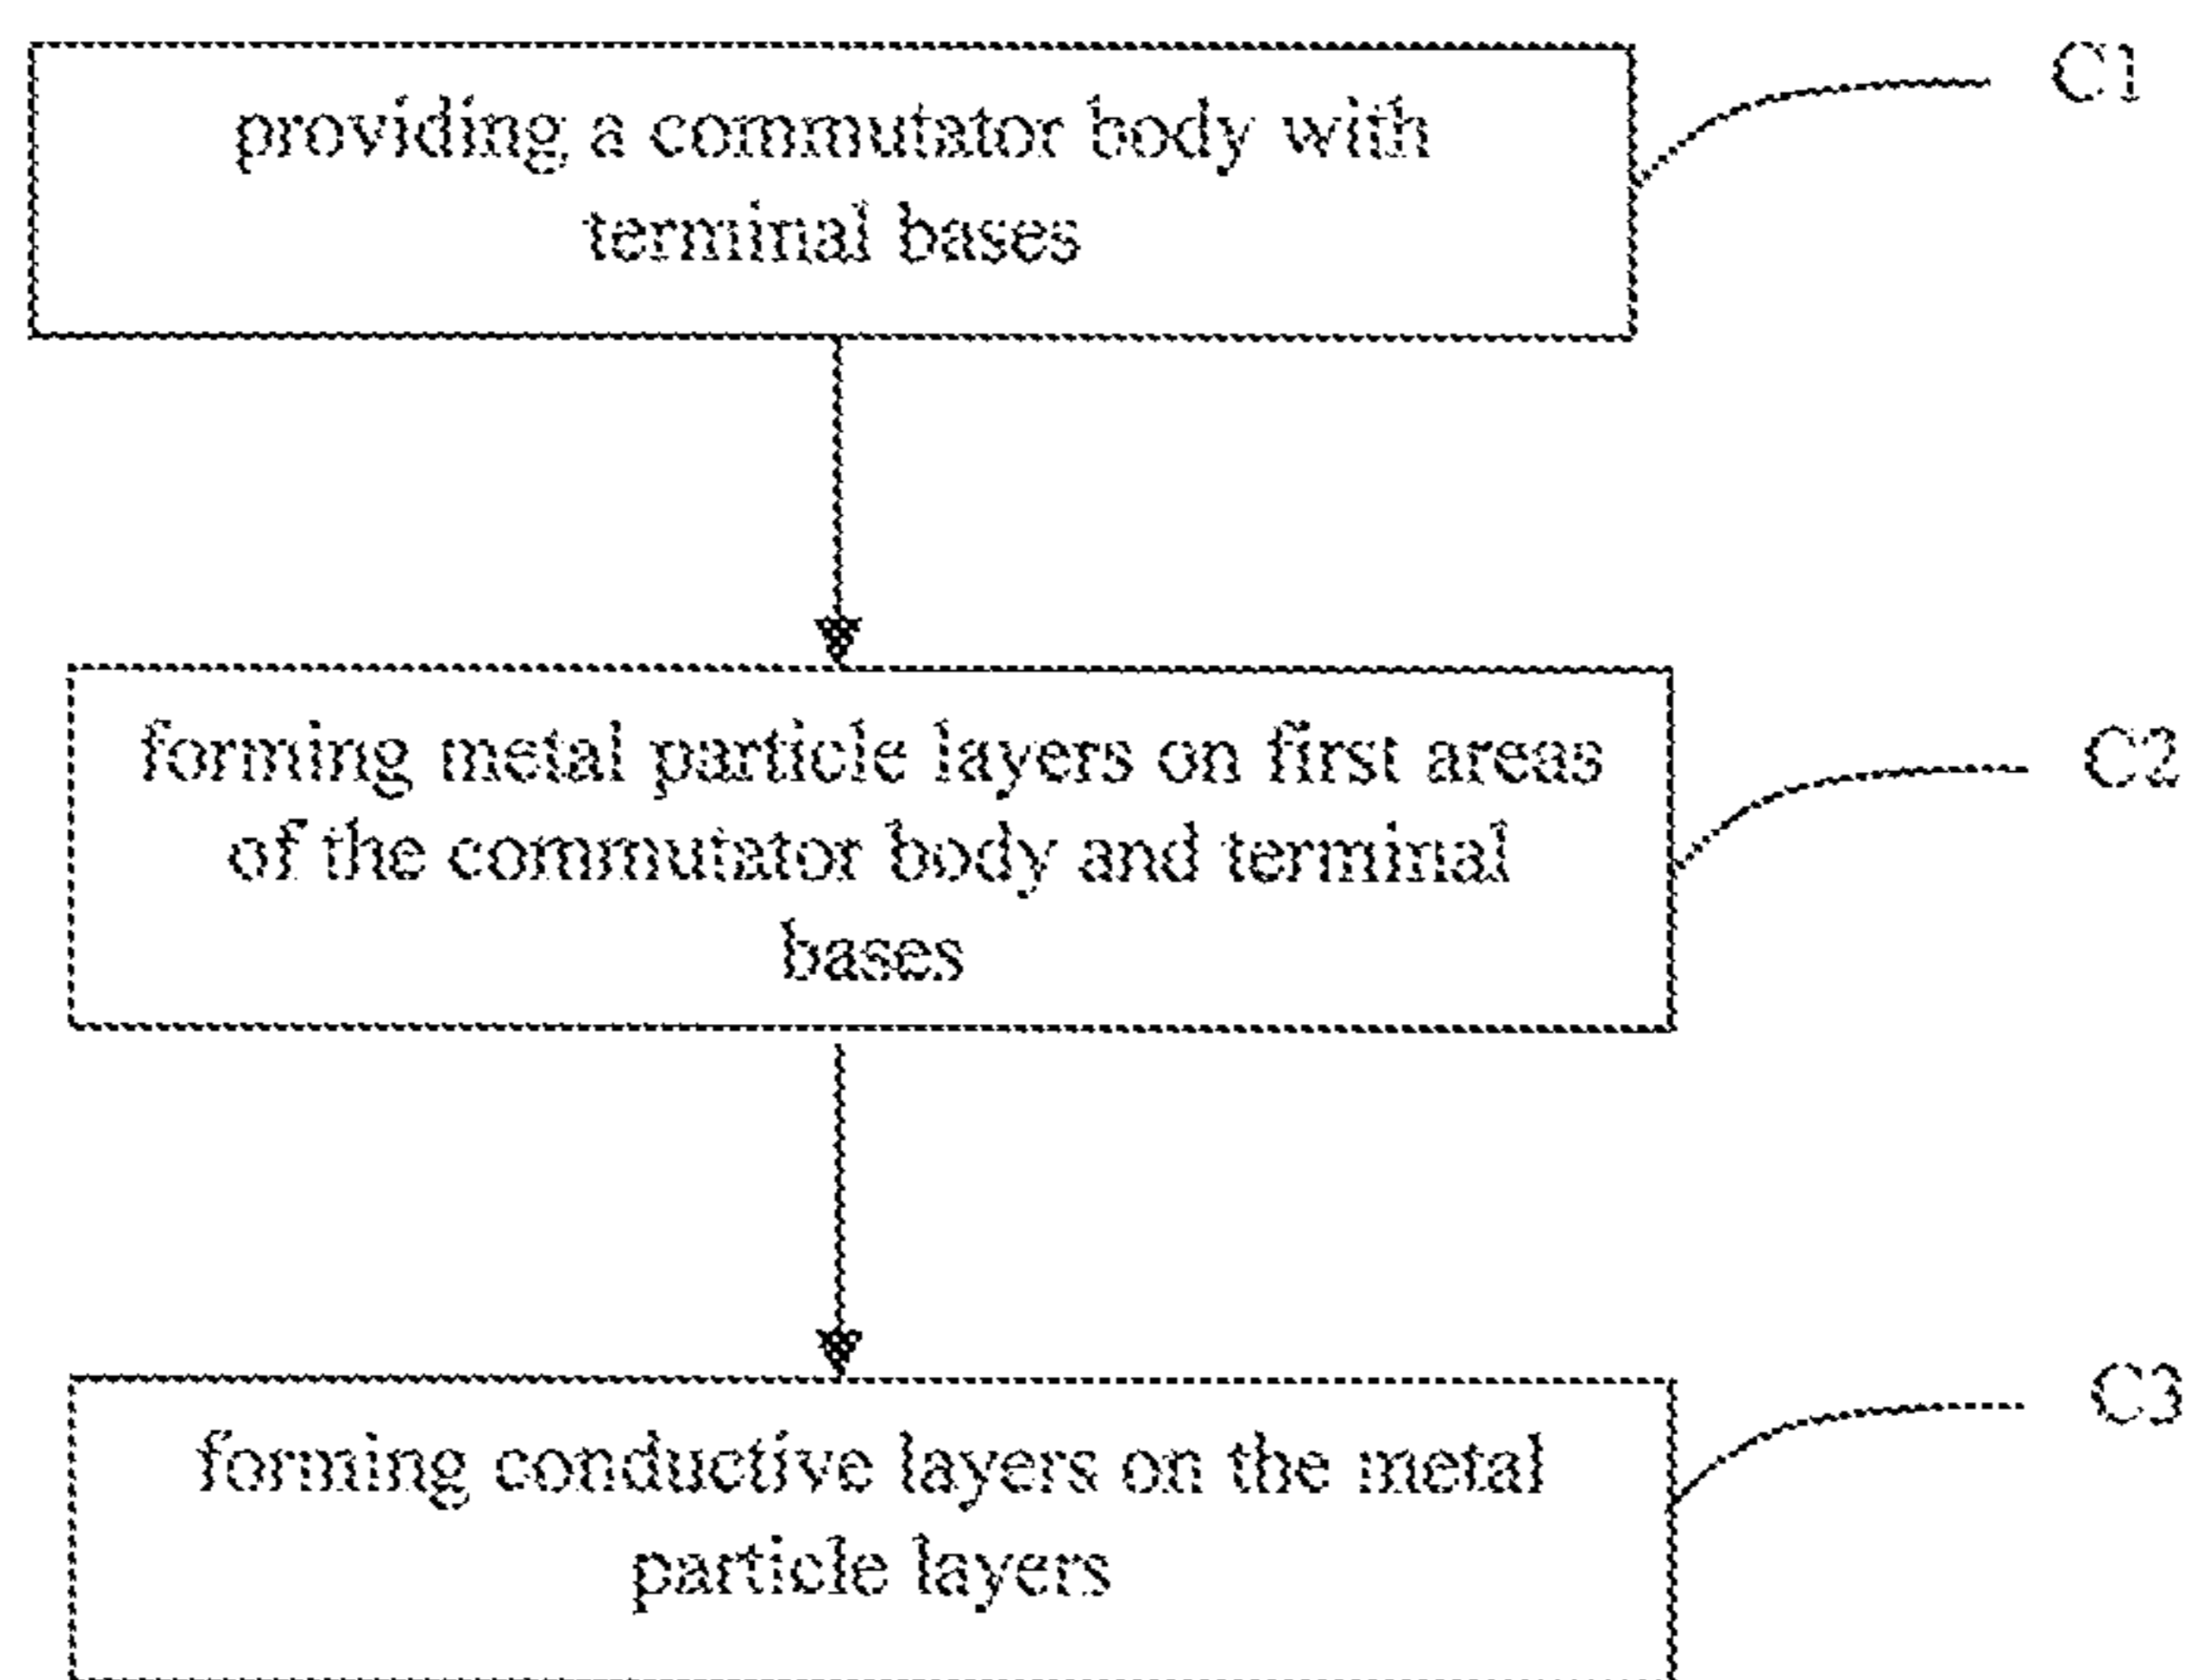 providing a commutator body with
terminal bases
C1
forming metal particle layers on first areas
of the commutator body and terminal
bases
C2
forming conductive layers on the metal
particle layers
C3